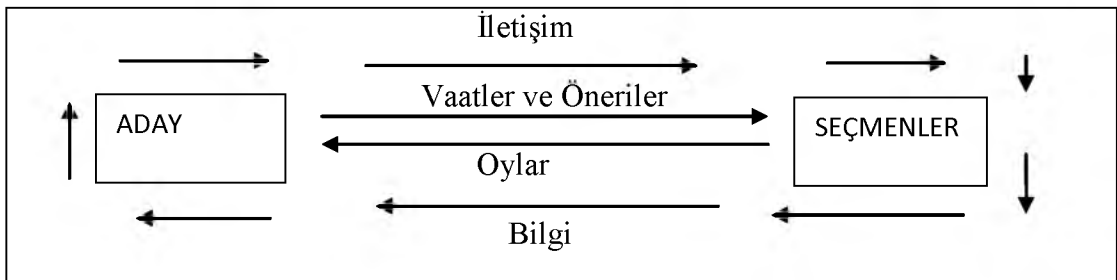 İletişim
Vaatler ve Öneriler
ADAY
SEÇMENLER
Oylar
Bilgi